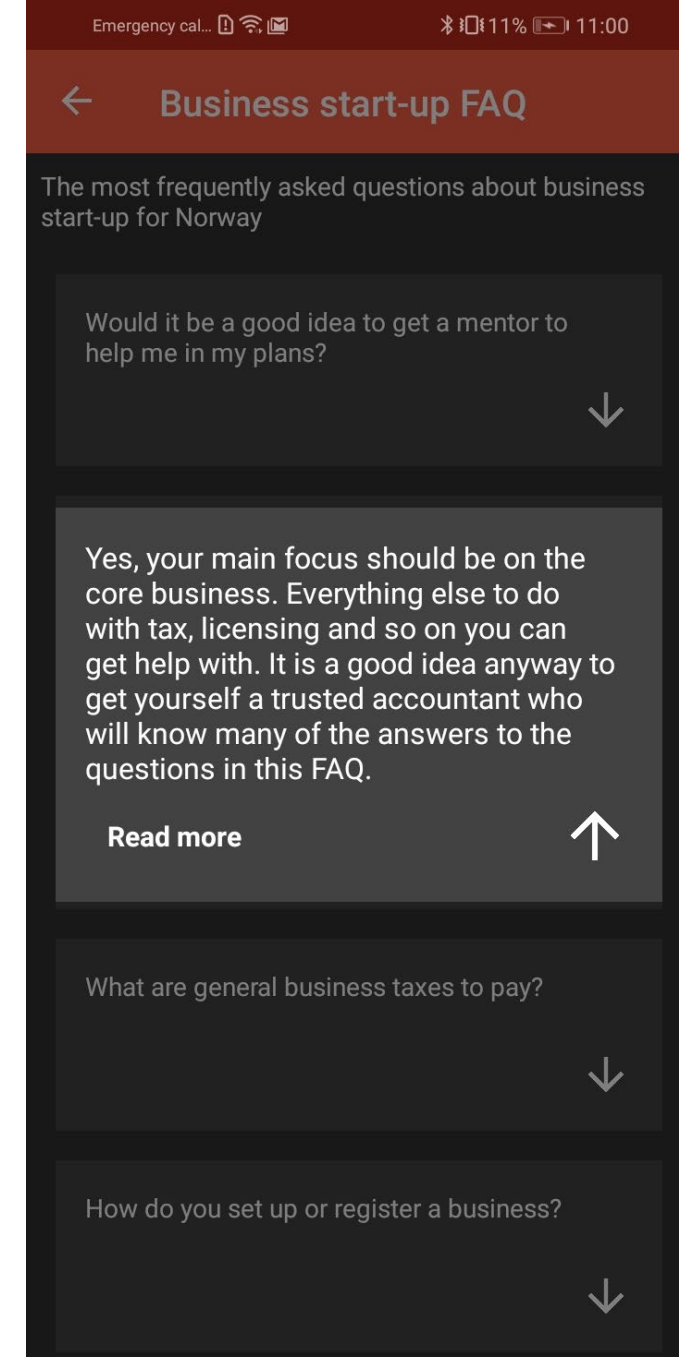 Emergency cal... 11% 11:00
Business start-up FAQ
The most frequently asked questions about business
start-up for Norway
Would it be a good idea to get a mentor to
help me in my plans?
Yes, your main focus should be on the
core business. Everything else to do
with tax, licensing and so on you can
get help with. It is a good idea anyway to
get yourself a trusted accountant who
will know many of the answers to the
questions in this FAQ.
Read more
What are general business taxes to pay?
How do you set up or register a business?